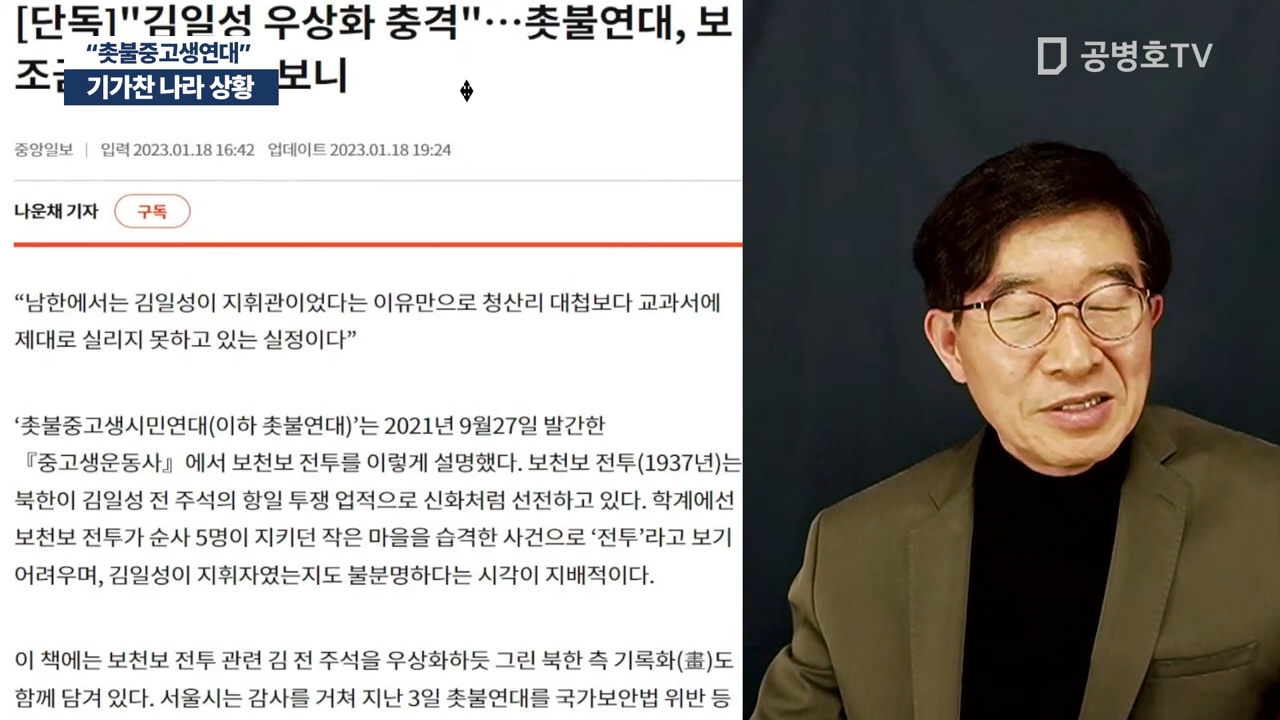 [단독]"김일성 우상화 충격"…촛불연대, 보
“촛불중고생연대”
기가찬 나라 상황
보니
공병호TV
중앙일보 | 입력 2023.01.18 16:42 업데이트 2023.01.18 19:24
나운채 기자 구독
“남한에서는 김일성이 지휘관이었다는 이유만으로 청산리 대첩보다 교과서에
제대로 실리지 못하고 있는 실정이다”
‘촛불중고생시민연대(이하 촛불연대)’는 2021년 9월27일 발간한
『중고생운동사』에서 보천보 전투를 이렇게 설명했다. 보천보 전투(1937년)는
북한이 김일성 전 주석의 항일 투쟁 업적으로 신화처럼 선전하고 있다. 학계에선
보천보 전투가 순사 5명이 지키던 작은 마을을 습격한 사건으로 ‘전투’라고 보기
어려우며, 김일성이 지휘자였는지도 불분명하다는 시각이 지배적이다.
이 책에는 보천보 전투 관련 김 전 주석을 우상화하듯 그린 북한 측 기록화(畫)도
함께 담겨 있다. 서울시는 감사를 거쳐 지난 3일 촛불연대를 국가보안법 위반 등